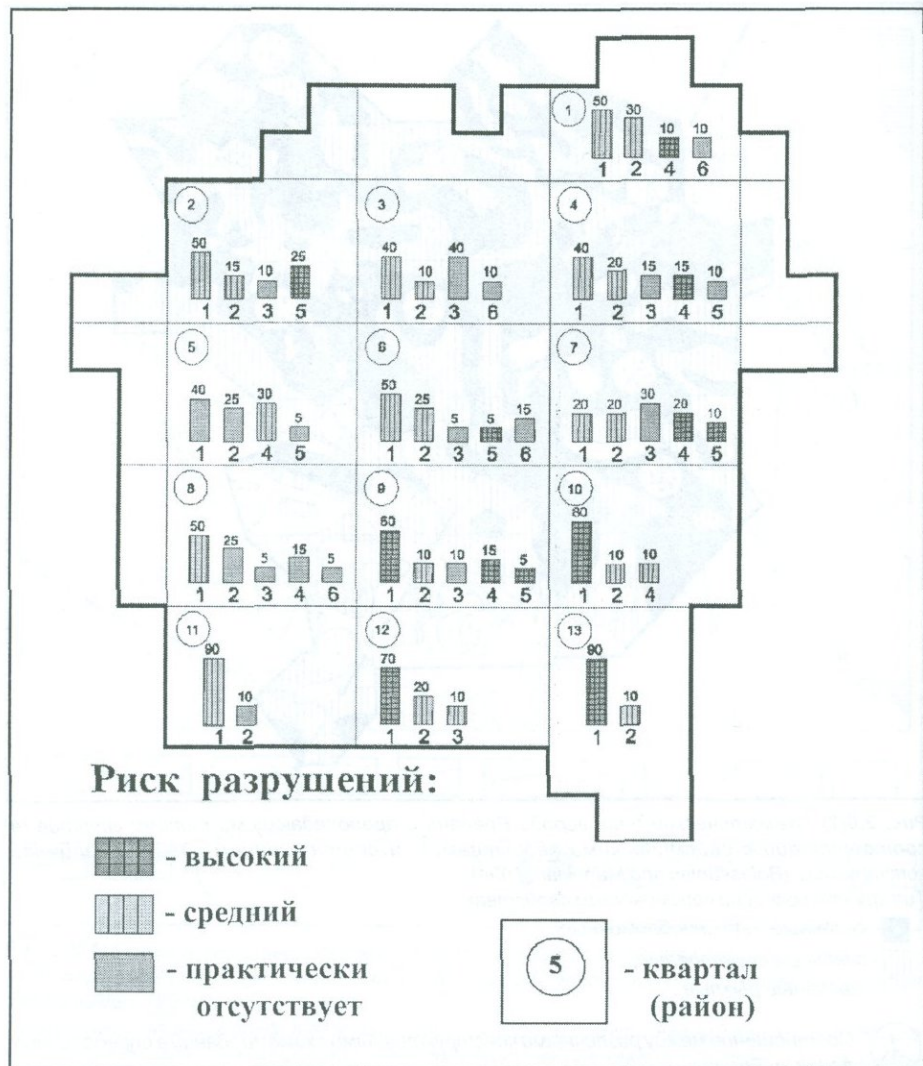 1
50 30 10 10
1 2 4 6
2
50 15 10 25
1 2 3 5
3
40 10 40 10
1 2 3 6
4
40 20 15 15 10
1 2 3 4 5
5
40 25 30 5
1 2 4 5
6
50 25 5 5 15
1 2 3 5 6
7
20 20 30 20 10
1 2 3 4 5
8
50 25 5 15 5
1 2 3 4 6
9
60 10 10 15 5
1 2 3 4 5
10
80 10 10
1 2 4
11
90 10
1 2
12
70 20 10
1 2 3
13
90 10
1 2
Риск разрушений:
- высокий
- средний
- практически
отсутствует
5 - квартал
(район)